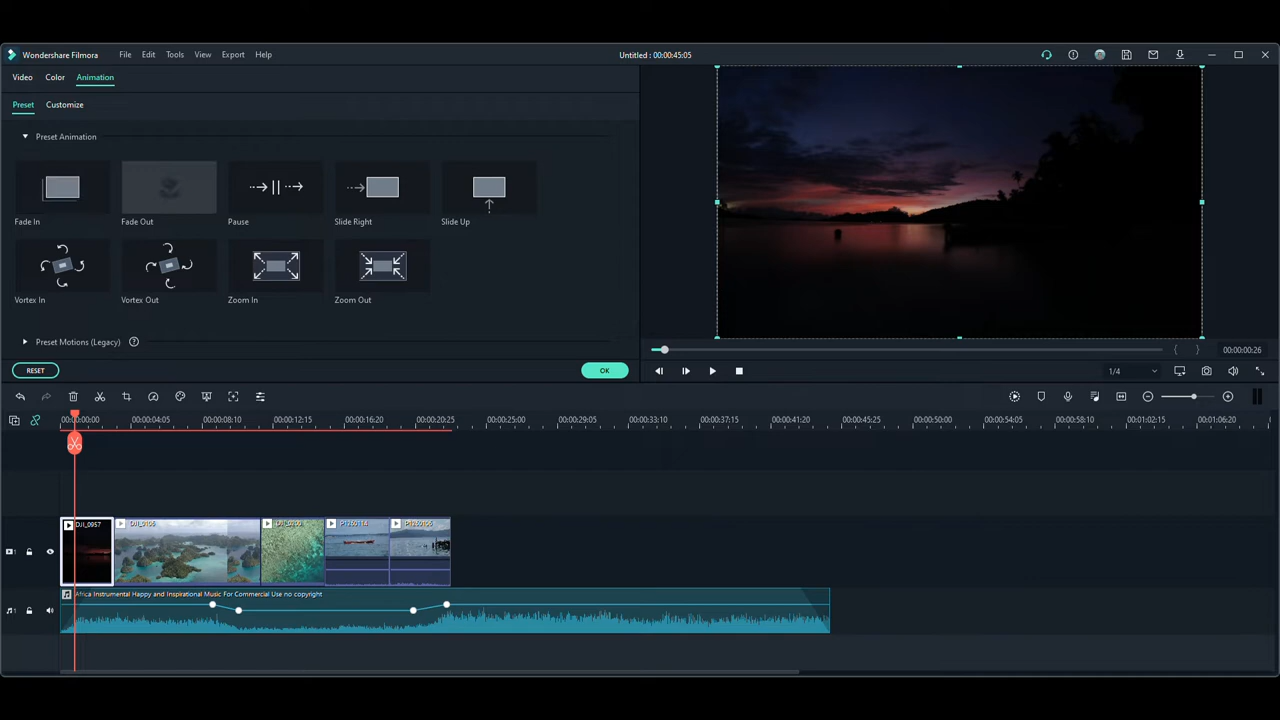 Wondershare Filmora File Edit Tools View Export Help Untitled : 00:00:45:05
Video Color Animation
Preset Customize
Preset Animation
Fade In Fade Out Pause Slide Right Slide Up
Vortex In Vortex Out Zoom In Zoom Out
Preset Motions (Legacy) ?
00:00:00:26
RESET OK
1/4
00:00:00:00 00:00:04:05 00:00:08:10 00:00:12:15 00:00:16:20 00:00:20:25 00:00:25:00 00:00:29:05 00:00:33:10 00:00:37:15 00:00:41:20 00:00:45:25 00:00:50:00 00:00:54:05 00:00:58:10 00:01:02:15 00:01:06:20
DJI_0957 DJI_0106 P1260114 P1260106
1
Africa Instrumental Happy and Inspirational Music For Commercial Use no copyright
1